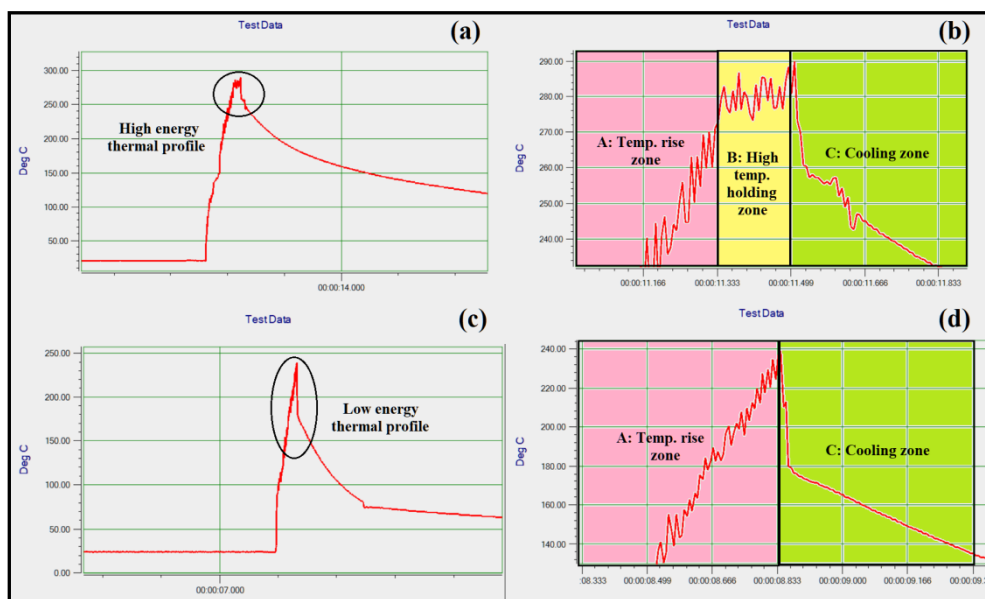 Test Data
(a)
Deg C
300.00
250.00
200.00
150.00
100.00
50.00
High energy
thermal profile
00:00:14.000
Test Data
(b)
Deg C
290.00
280.00
270.00
260.00
250.00
240.00
A: Temp. rise
zone
B: High
temp.
holding
zone
C: Cooling zone
00:00:11.166
00:00:11.333
00:00:11.499
00:00:11.666
00:00:11.833
Test Data
(c)
Deg C
250.00
200.00
150.00
100.00
50.00
0.00
Low energy
thermal profile
00:00:07.000
Test Data
(d)
Deg C
240.00
220.00
200.00
180.00
160.00
140.00
A: Temp. rise
zone
C: Cooling zone
:08.333
00:00:08.499
00:00:08.666
00:00:08.833
00:00:09.000
00:00:09.166
00:00:09.3